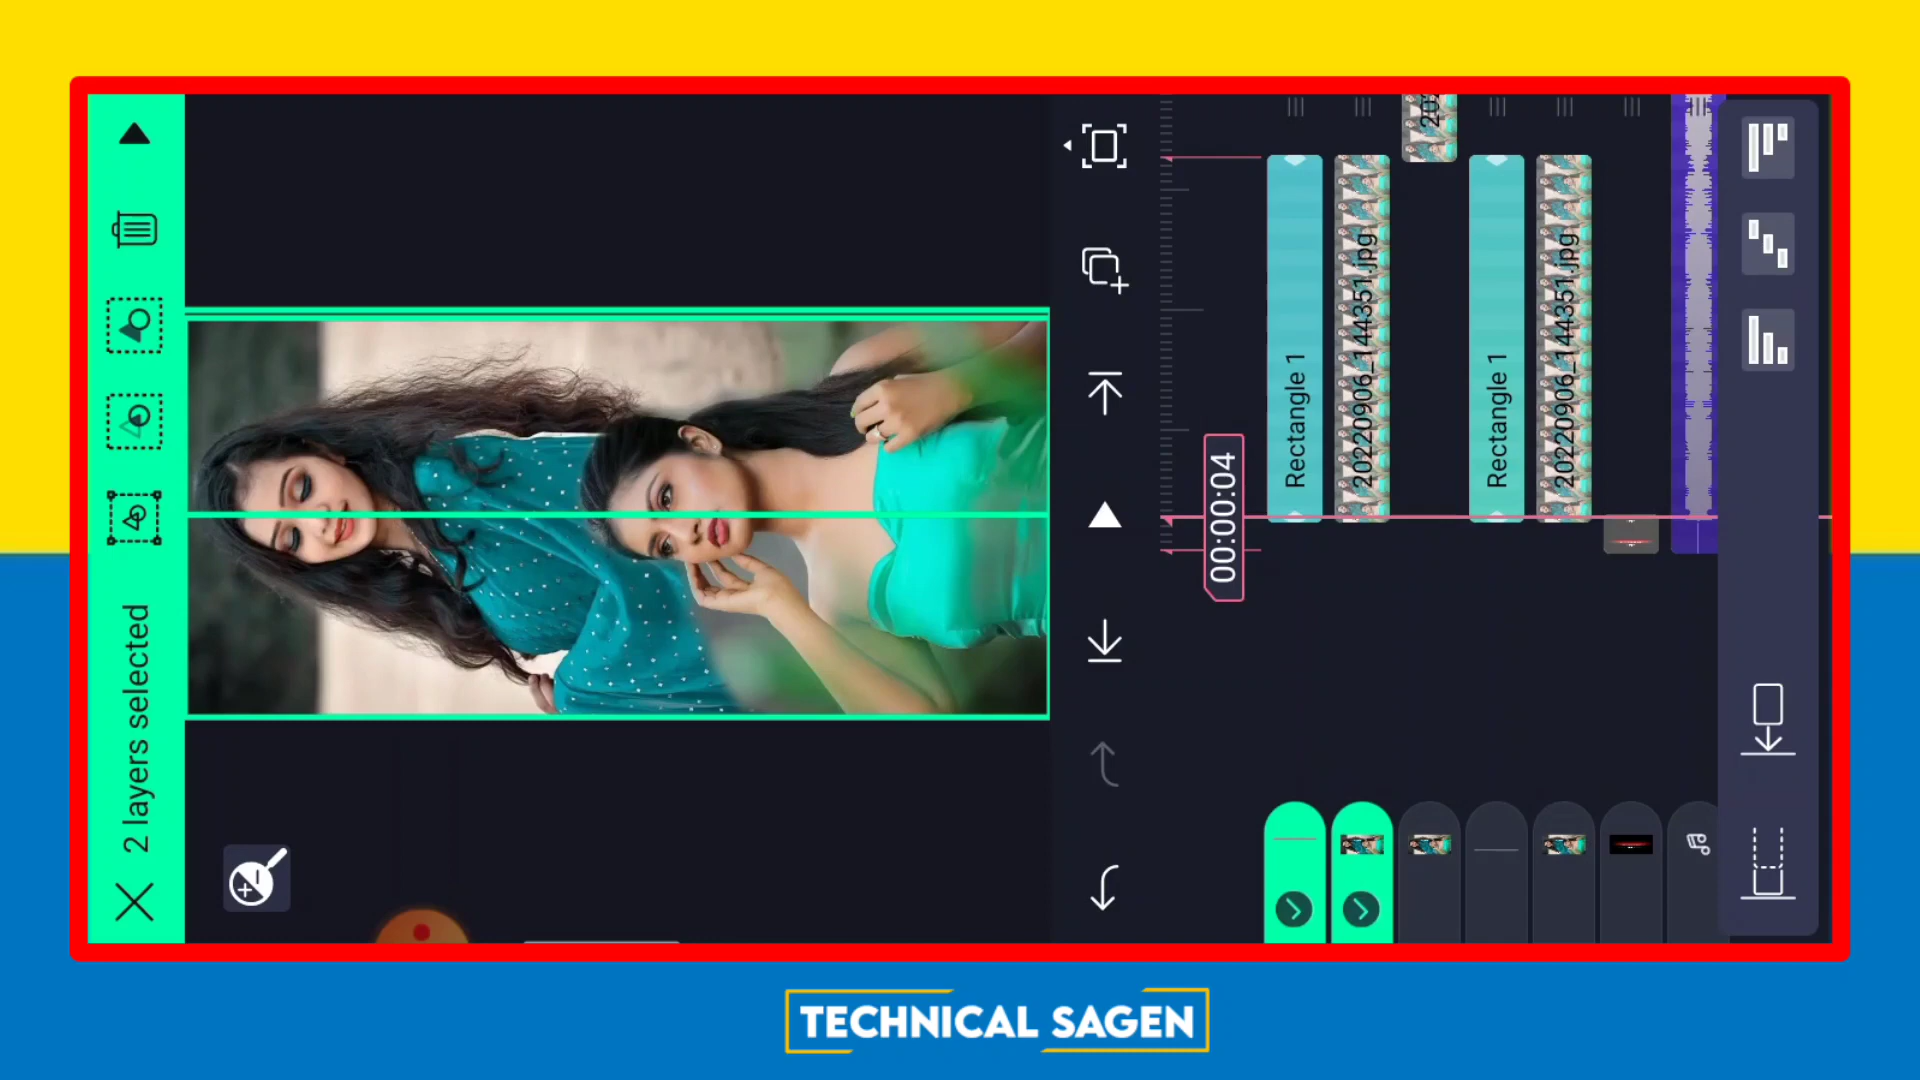 2 layers selected
00:00:04
Rectangle 1
20220906_144351.jpg
Rectangle 1
20220906_144351.jpg
TECHNICAL SAGEN